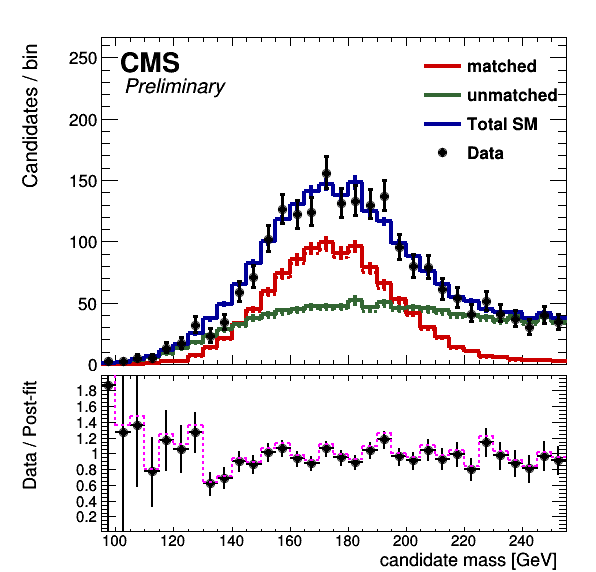 CMS
Preliminary
matched
unmatched
Total SM
Data
Candidates / bin
250
200
150
100
50
0
Data / Post-fit
1.8
1.6
1.4
1.2
1
0.8
0.6
0.4
0.2
100 120 140 160 180 200 220 240
candidate mass [GeV]